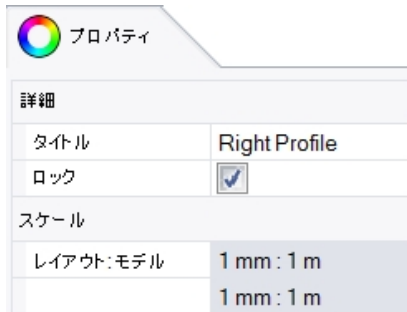 プロパティ
詳細
タイトル Right Profile
ロック
スケール
レイアウト:モデル 1 mm : 1 m
1 mm : 1 m